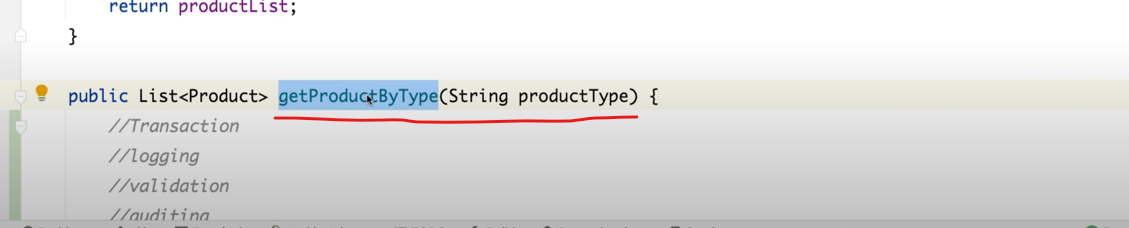 return productList;
}
public List<Product> getProductByType(String productType) {
//Transaction
//logging
//validation
//auditing